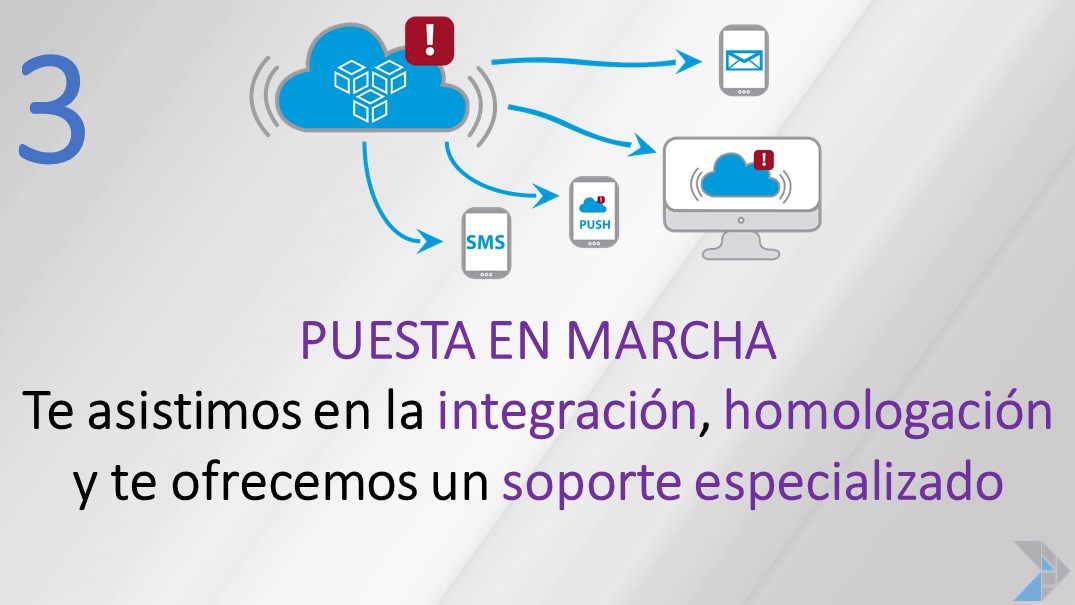 3
!
!
!
PUSH
SMS
PUESTA EN MARCHA
Te asistimos en la integración, homologación
y te ofrecemos un soporte especializado